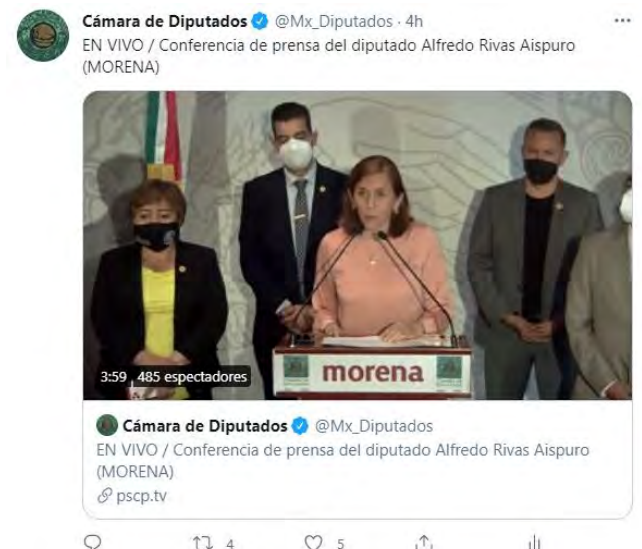 Cámara de Diputados @Mx_Diputados · 4h
EN VIVO / Conferencia de prensa del diputado Alfredo Rivas Aispuro
(MORENA)
3:59 485 espectadores
morena
Cámara de Diputados @Mx_Diputados
EN VIVO / Conferencia de prensa del diputado Alfredo Rivas Aispuro
(MORENA)
pscp.tv
4 5